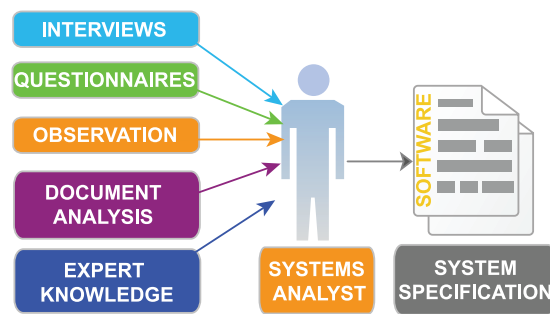 INTERVIEWS
QUESTIONNAIRES
OBSERVATION
DOCUMENT
ANALYSIS
EXPERT
KNOWLEDGE
SYSTEMS
ANALYST
SOFTWARE
SYSTEM
SPECIFICATION